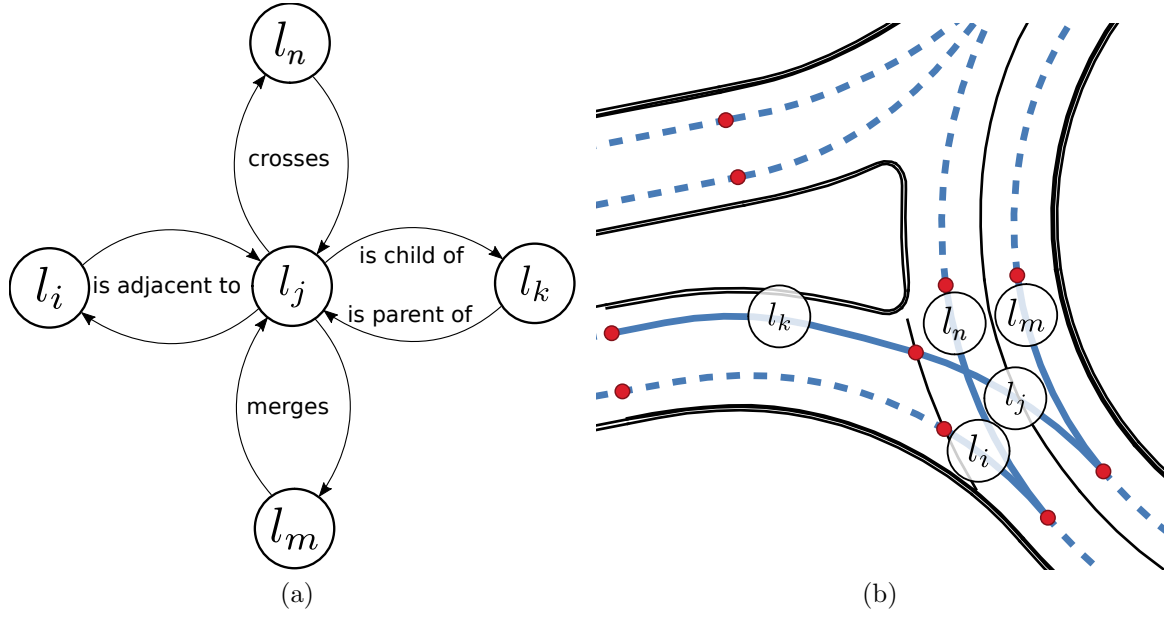 l_n
crosses
is child of
l_i
is adjacent to
l_j
l_k
is parent of
merges
l_m
(a)
l_k
l_n
l_m
l_j
l_i
(b)